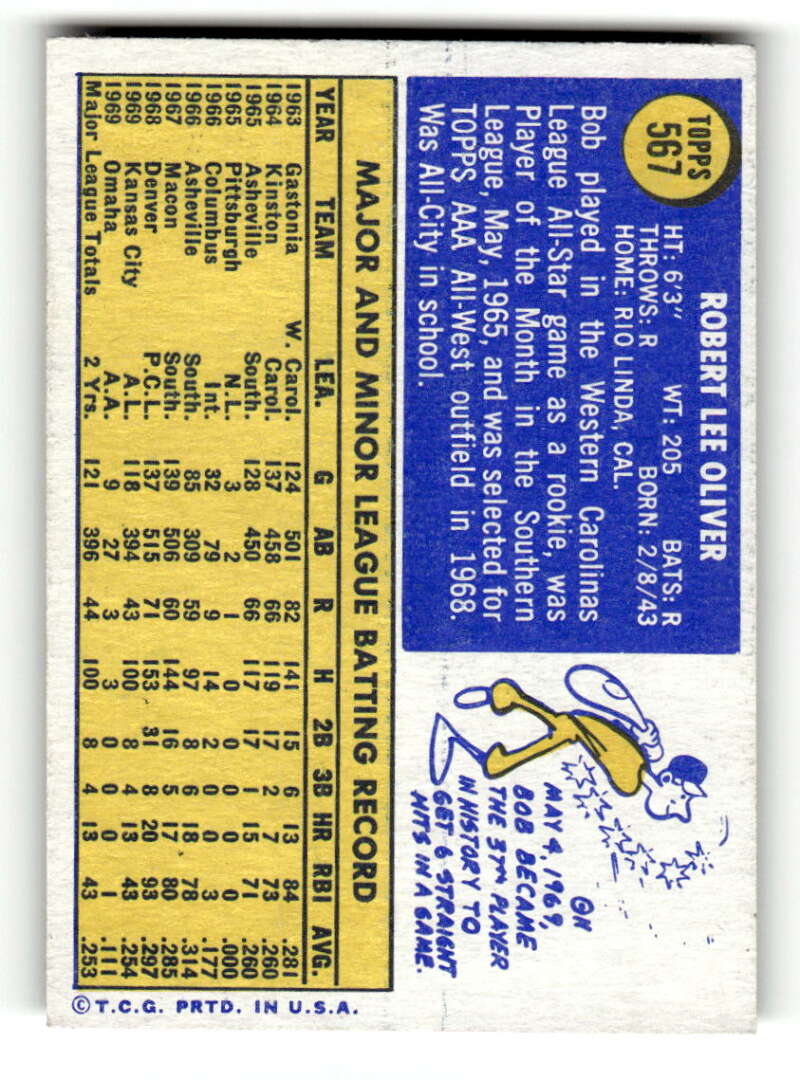 TOPPS
567
ROBERT LEE OLIVER
HT: 6'3" WT: 205 BATS: R
THROWS: R BORN: 2/8/43
HOME: RIO LINDA, CAL.
Bob played in the Western Carolinas
League All-Star game as a rookie, was
Player of the Month in the Southern
League, May, 1965, and was selected for
TOPPS AAA All-West outfield in 1968.
Was All-City in school.
ON
MAY 4, 1969,
BOB BECAME
THE 37TH PLAYER
IN HISTORY TO
GET 6 STRAIGHT
HITS IN A GAME.
MAJOR AND MINOR LEAGUE BATTING RECORD
YEAR TEAM LEA. G AB R H 2B 3B HR RBI AVG.
1963 Gastonia W. Carol. 124 501 82 141 15 6 13 84 .281
1964 Kinston Carol. 137 458 66 119 17 2 7 73 .260
1965 Asheville South. 128 450 66 117 17 1 15 71 .260
1965 Pittsburgh N.L. 3 2 1 0 0 0 0 0 .000
1966 Columbus Int. 32 79 9 14 2 0 0 3 .177
1966 Asheville South. 85 309 59 97 8 6 18 78 .314
1967 Macon South. 139 506 60 144 16 5 17 80 .285
1968 Denver P.C.L. 137 515 71 153 31 8 20 93 .297
1969 Kansas City A.L. 118 394 43 100 8 4 13 43 .254
1969 Omaha A.A. 9 27 3 3 0 0 0 1 .111
Major League Totals 2 Yrs. 121 396 44 100 8 4 13 43 .253
© T.C.G. PRTD. IN U.S.A.